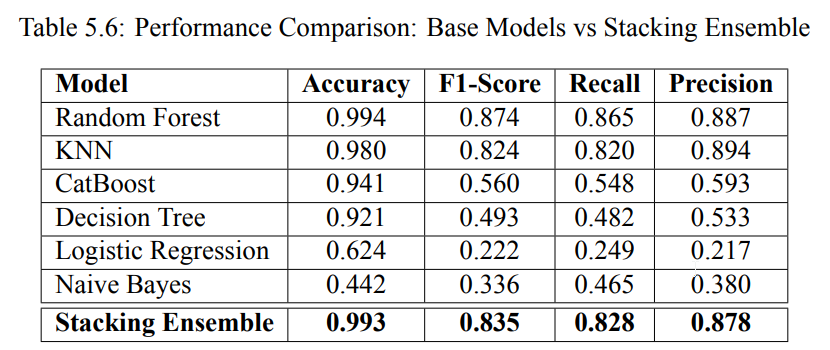 Table 5.6: Performance Comparison: Base Models vs Stacking Ensemble
Model Accuracy F1-Score Recall Precision
Random Forest 0.994 0.874 0.865 0.887
KNN 0.980 0.824 0.820 0.894
CatBoost 0.941 0.560 0.548 0.593
Decision Tree 0.921 0.493 0.482 0.533
Logistic Regression 0.624 0.222 0.249 0.217
Naive Bayes 0.442 0.336 0.465 0.380
Stacking Ensemble 0.993 0.835 0.828 0.878